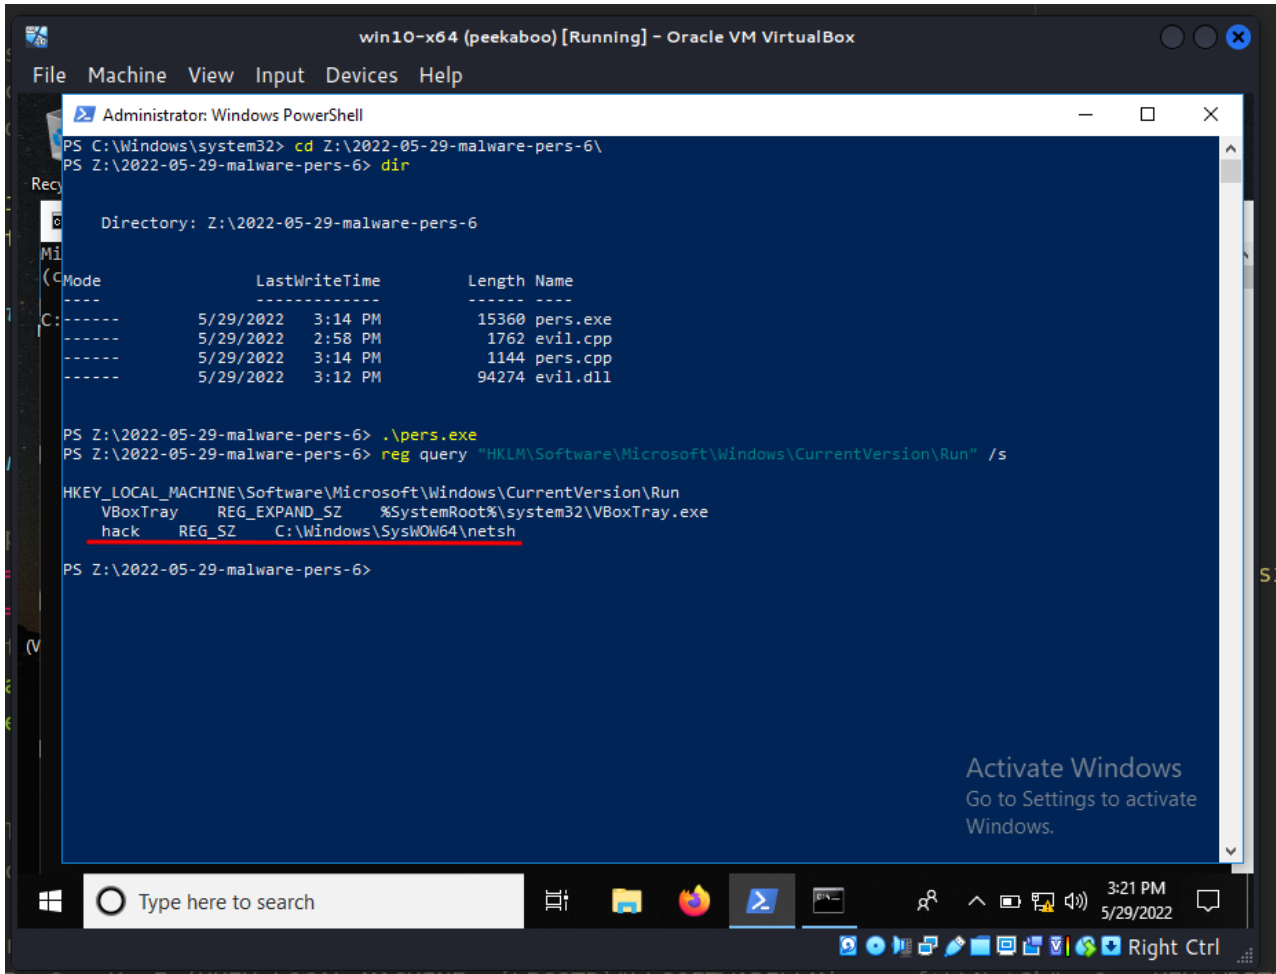 win10-x64 (peekaboo) [Running] - Oracle VM VirtualBox
File Machine View Input Devices Help
Administrator: Windows PowerShell
PS C:\Windows\system32> cd Z:\2022-05-29-malware-pers-6\
PS Z:\2022-05-29-malware-pers-6> dir
Directory: Z:\2022-05-29-malware-pers-6
Mode LastWriteTime Length Name
---- ------------- ------ ----
------ 5/29/2022 3:14 PM 15360 pers.exe
------ 5/29/2022 2:58 PM 1762 evil.cpp
------ 5/29/2022 3:14 PM 1144 pers.cpp
------ 5/29/2022 3:12 PM 94274 evil.dll
PS Z:\2022-05-29-malware-pers-6> .\pers.exe
PS Z:\2022-05-29-malware-pers-6> reg query "HKLM\Software\Microsoft\Windows\CurrentVersion\Run" /s
HKEY_LOCAL_MACHINE\Software\Microsoft\Windows\CurrentVersion\Run
VBoxTray REG_EXPAND_SZ %SystemRoot%\system32\VBoxTray.exe
hack REG_SZ C:\Windows\SysWOW64\netsh
PS Z:\2022-05-29-malware-pers-6>
Recy
Mi
(c
C:
(V
Activate Windows
Go to Settings to activate
Windows.
Type here to search
3:21 PM
5/29/2022
Right Ctrl